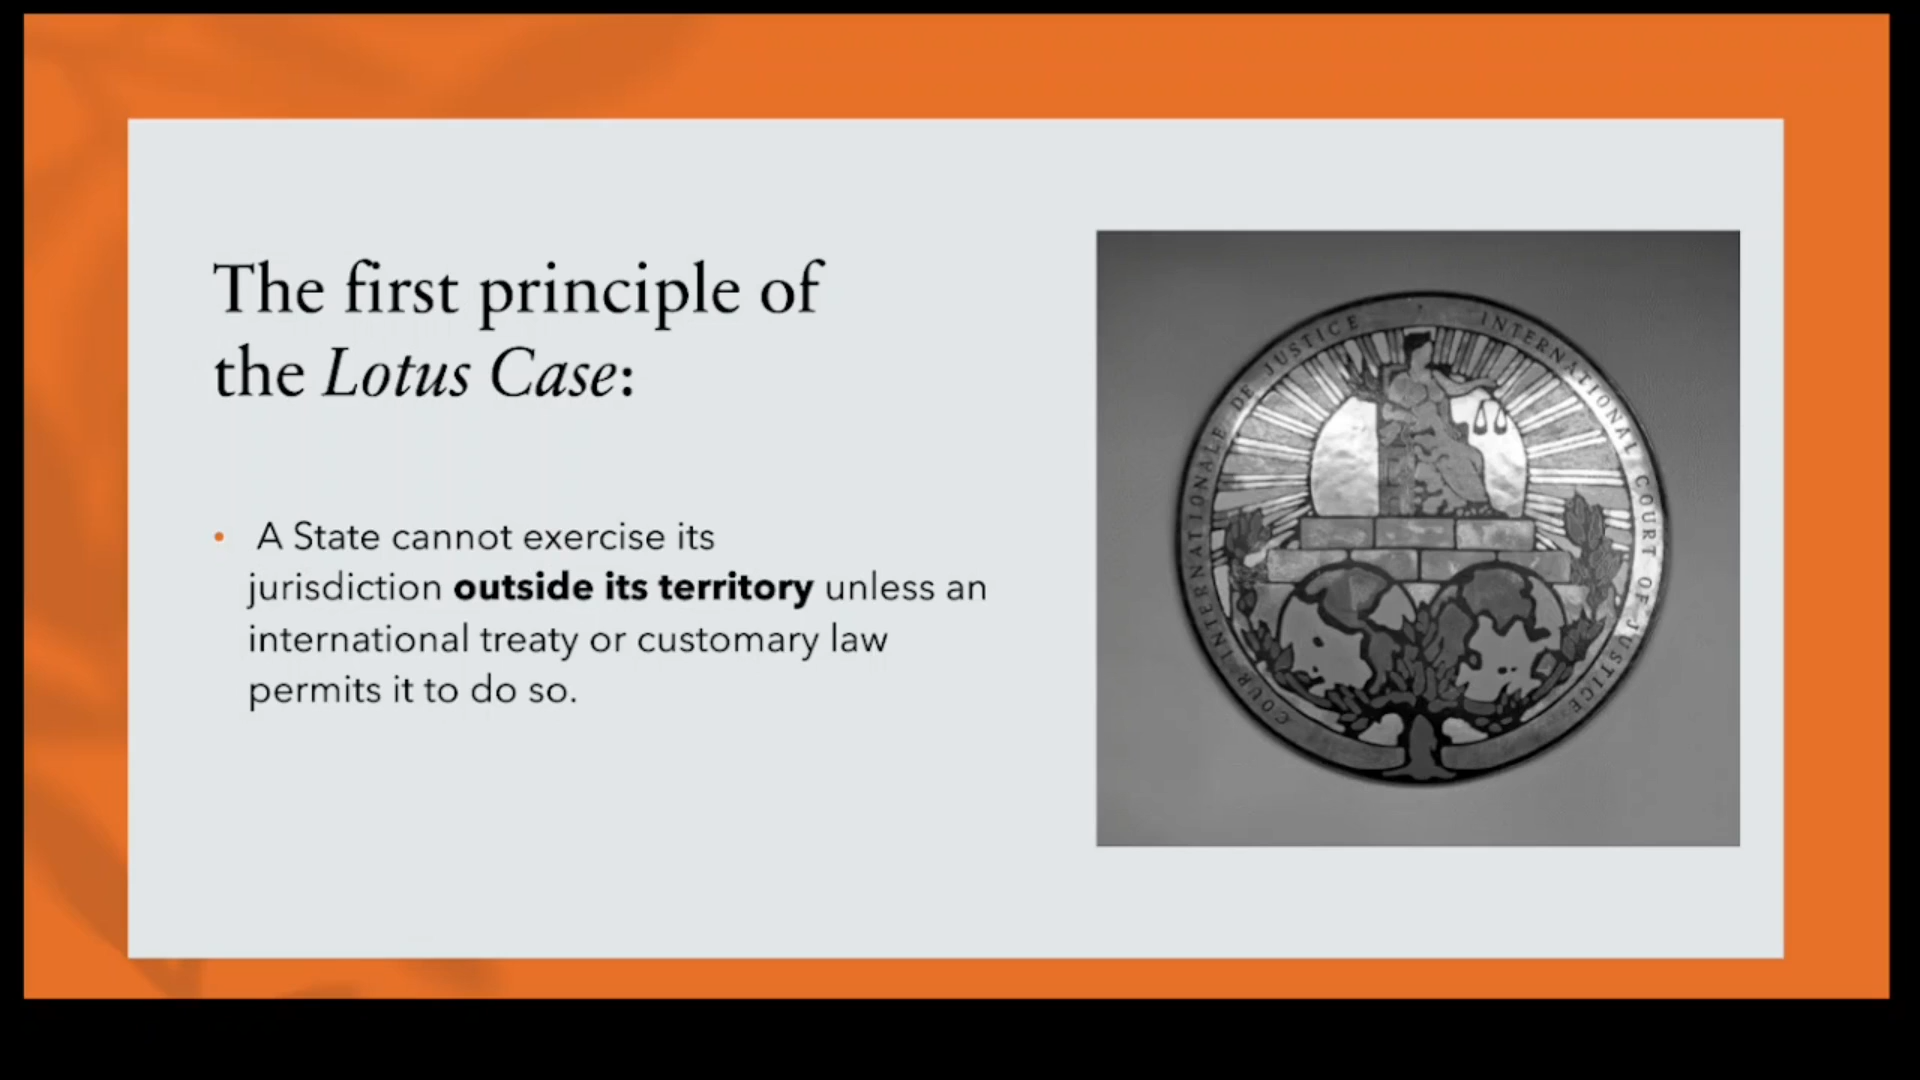 The first principle of
the Lotus Case:
• A State cannot exercise its
jurisdiction outside its territory unless an
international treaty or customary law
permits it to do so.
COUR INTERNATIONALE DE JUSTICE
INTERNATIONAL COURT OF JUSTICE